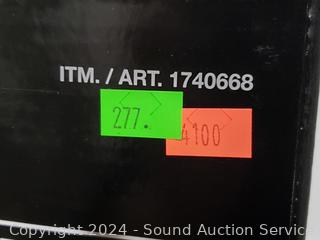 ITM. / ART. 1740668
277.
4100
Copyright 2024 - Sound Auction Service